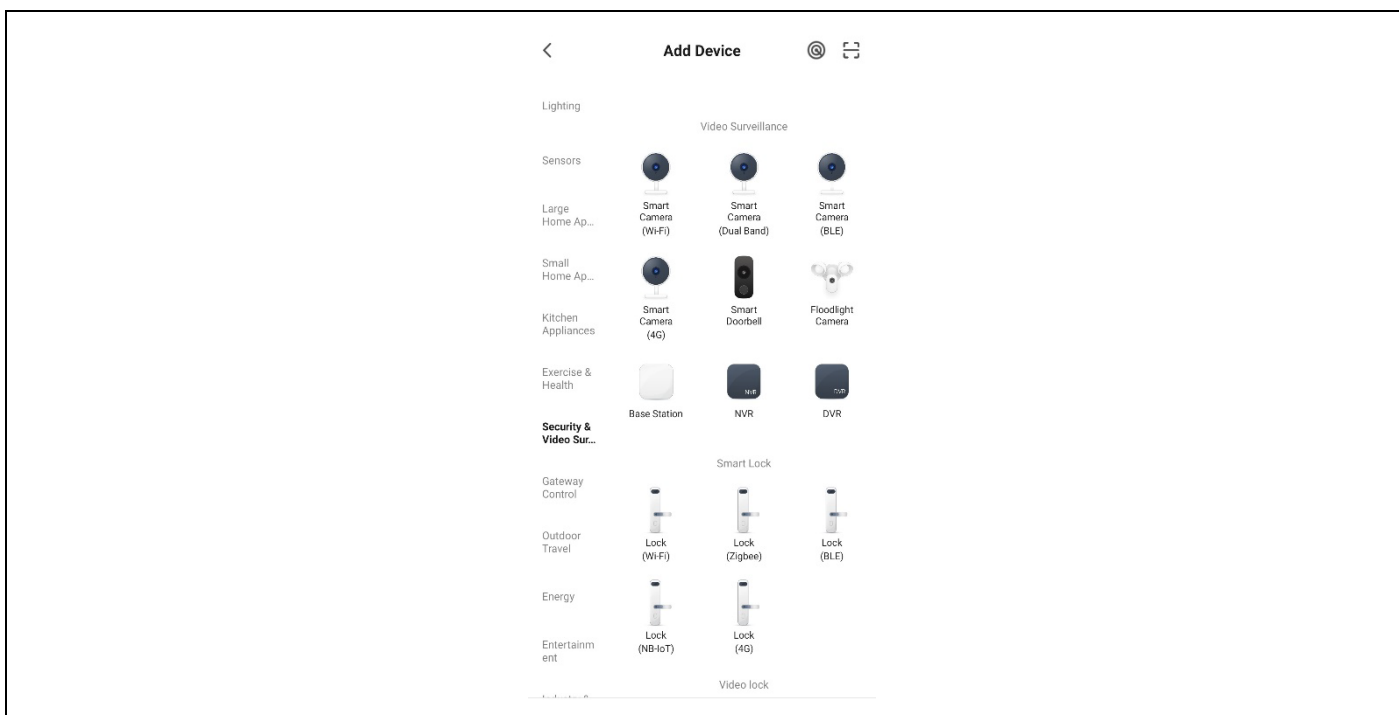 Add Device
Lighting
Sensors
Large
Home Ap...
Small
Home Ap...
Kitchen
Appliances
Exercise &
Health
Security &
Video Sur...
Gateway
Control
Outdoor
Travel
Energy
Entertainm
ent
Video Surveillance
Smart
Camera
(Wi-Fi)
Smart
Camera
(Dual Band)
Smart
Camera
(BLE)
Smart
Camera
(4G)
Smart
Doorbell
Floodlight
Camera
Base Station
NVR
NVR
DVR
DVR
Smart Lock
Lock
(Wi-Fi)
Lock
(Zigbee)
Lock
(BLE)
Lock
(NB-IoT)
Lock
(4G)
Video lock